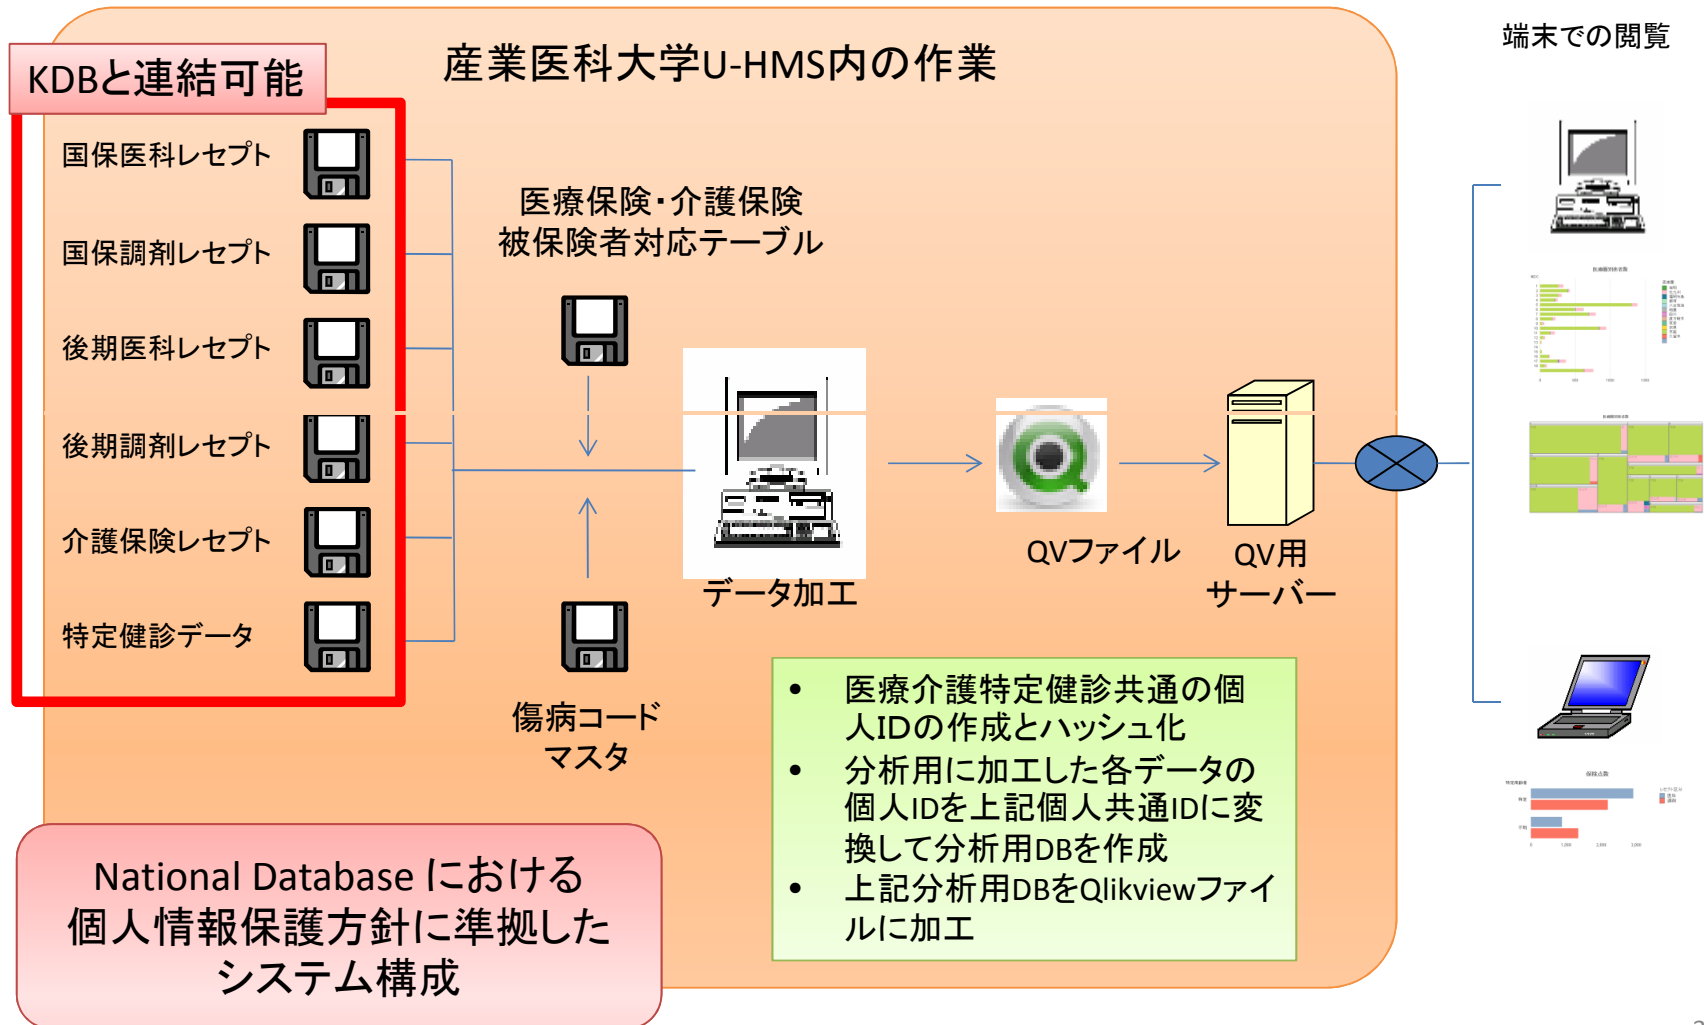 産業医科大学U-HMS内の作業
端末での閲覧
KDBと連結可能
国保医科レセプト
国保調剤レセプト
後期医科レセプト
後期調剤レセプト
介護保険レセプト
特定健診データ
医療保険・介護保険
被保険者対応テーブル
傷病コード
マスタ
データ加工
QVファイル
QV用
サーバー
• 医療介護特定健診共通の個
人IDの作成とハッシュ化
• 分析用に加工した各データの
個人IDを上記個人共通IDに変
換して分析用DBを作成
• 上記分析用DBをQlikviewファイ
ルに加工
National Database における
個人情報保護方針に準拠した
システム構成